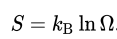 S = k_B ln Ω.